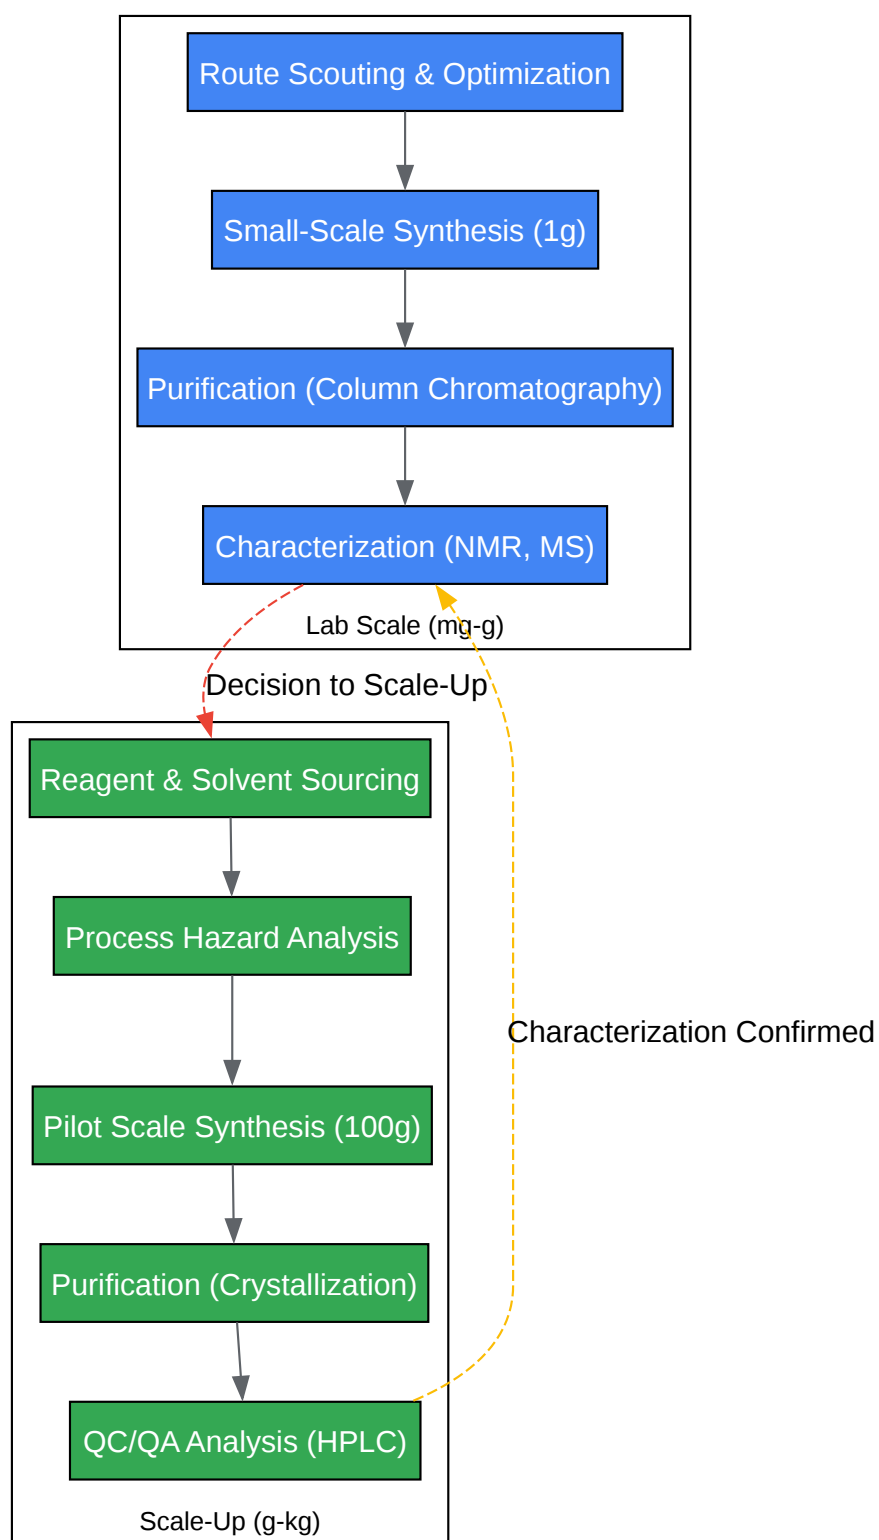 Route Scouting & Optimization
Small-Scale Synthesis (1g)
Purification (Column Chromatography)
Characterization (NMR, MS)
Lab Scale (mg-g)
Decision to Scale-Up
Reagent & Solvent Sourcing
Process Hazard Analysis
Characterization Confirmed
Pilot Scale Synthesis (100g)
Purification (Crystallization)
QC/QA Analysis (HPLC)
Scale-Up (g-kg)